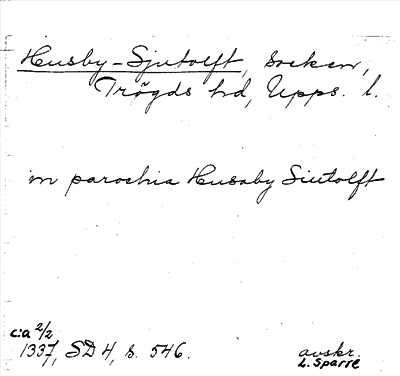 Husby-Sjutolft, socken,
Trögds hd, Upps. l.
in parochia Husaby Siutolft
c:a 2/2
1337, SD 4, s. 546.
avskr.
L. Sparre